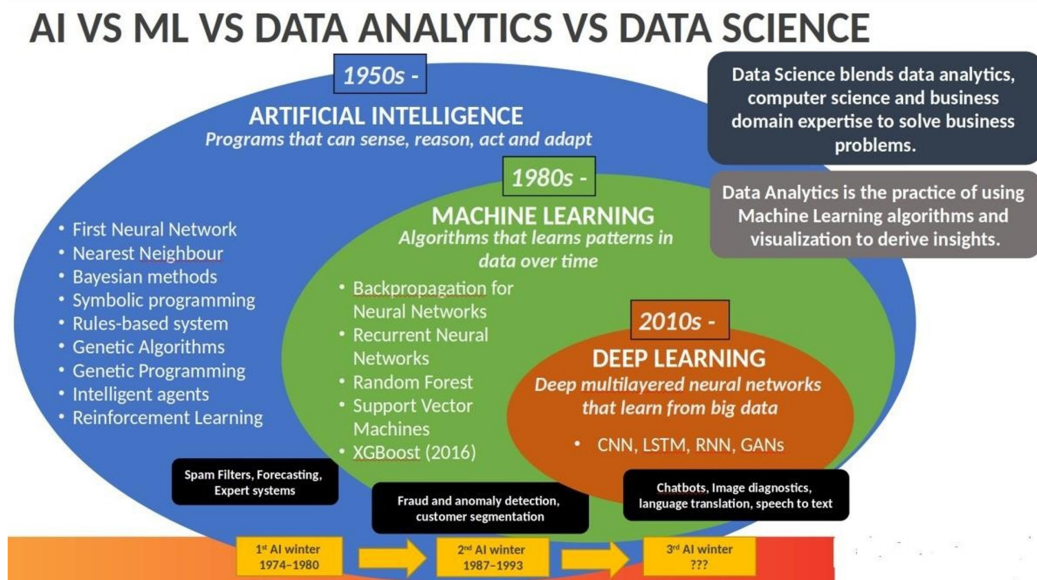 AI VS ML VS DATA ANALYTICS VS DATA SCIENCE
1950s -
ARTIFICIAL INTELLIGENCE
Programs that can sense, reason, act and adapt
Data Science blends data analytics,
computer science and business
domain expertise to solve business
problems.
Data Analytics is the practice of using
Machine Learning algorithms and
visualization to derive insights.
• First Neural Network
• Nearest Neighbour
• Bayesian methods
• Symbolic programming
• Rules-based system
• Genetic Algorithms
• Genetic Programming
• Intelligent agents
• Reinforcement Learning
Spam Filters, Forecasting,
Expert systems
1980s -
MACHINE LEARNING
Algorithms that learns patterns in
data over time
• Backpropagation for
Neural Networks
• Recurrent Neural
Networks
• Random Forest
• Support Vector
Machines
• XGBoost (2016)
Fraud and anomaly detection,
customer segmentation
2010s -
DEEP LEARNING
Deep multilayered neural networks
that learn from big data
• CNN, LSTM, RNN, GANs
Chatbots, Image diagnostics,
language translation, speech to text
1st AI winter
1974–1980
2nd AI winter
1987–1993
3rd AI winter
???